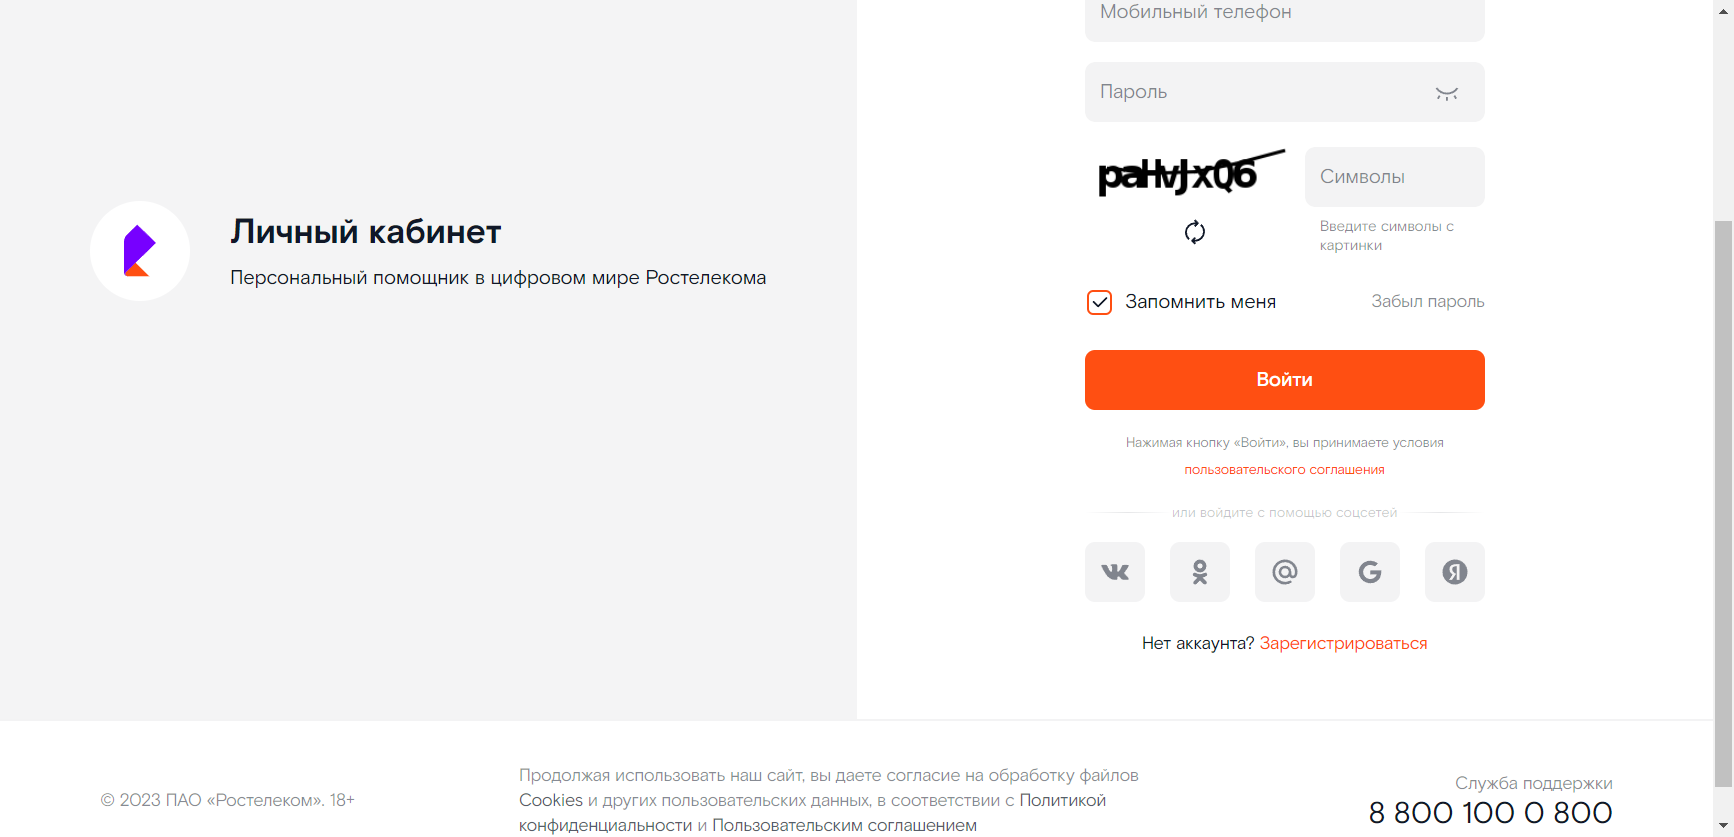 Мобильный телефон
Пароль
Символы
Введите символы с
картинки
Личный кабинет
Персональный помощник в цифровом мире Ростелекома
Запомнить меня
Забыл пароль
Войти
Нажимая кнопку «Войти», вы принимаете условия
пользовательского соглашения
или войдите с помощью соцсетей
Нет аккаунта? Зарегистрироваться
© 2023 ПАО «Ростелеком». 18+
Продолжая использовать наш сайт, вы даете согласие на обработку файлов
Cookies и других пользовательских данных, в соответствии с Политикой
конфиденциальности и Пользовательским соглашением
Служба поддержки
8 800 100 0 800